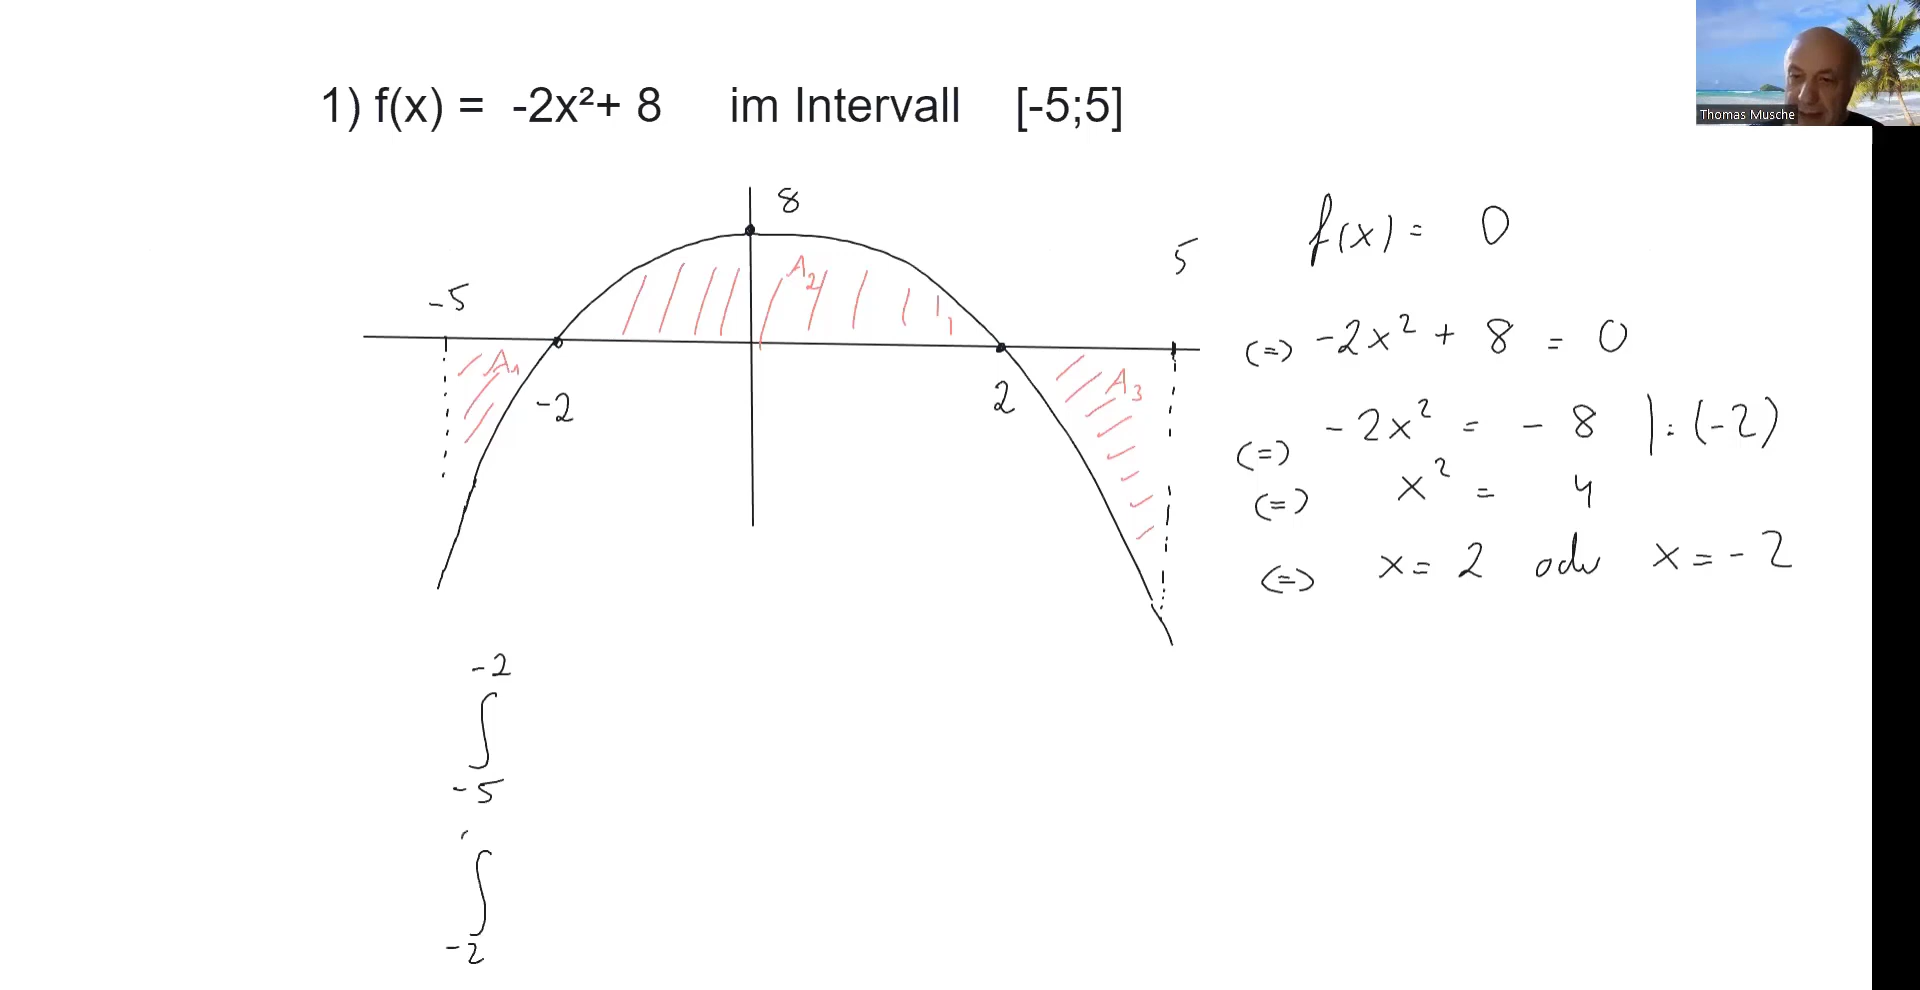 1) f(x) = -2x²+ 8 im Intervall [-5;5]
Thomas Musche
8
5
-5
A₂
A₁
A₃
-2
2
f(x) = 0
(=) -2x² + 8 = 0
(=) -2x² = -8 |:(-2)
(=) x² = 4
(=) x = 2 oder x = -2
-2
∫
-5
∫
-2